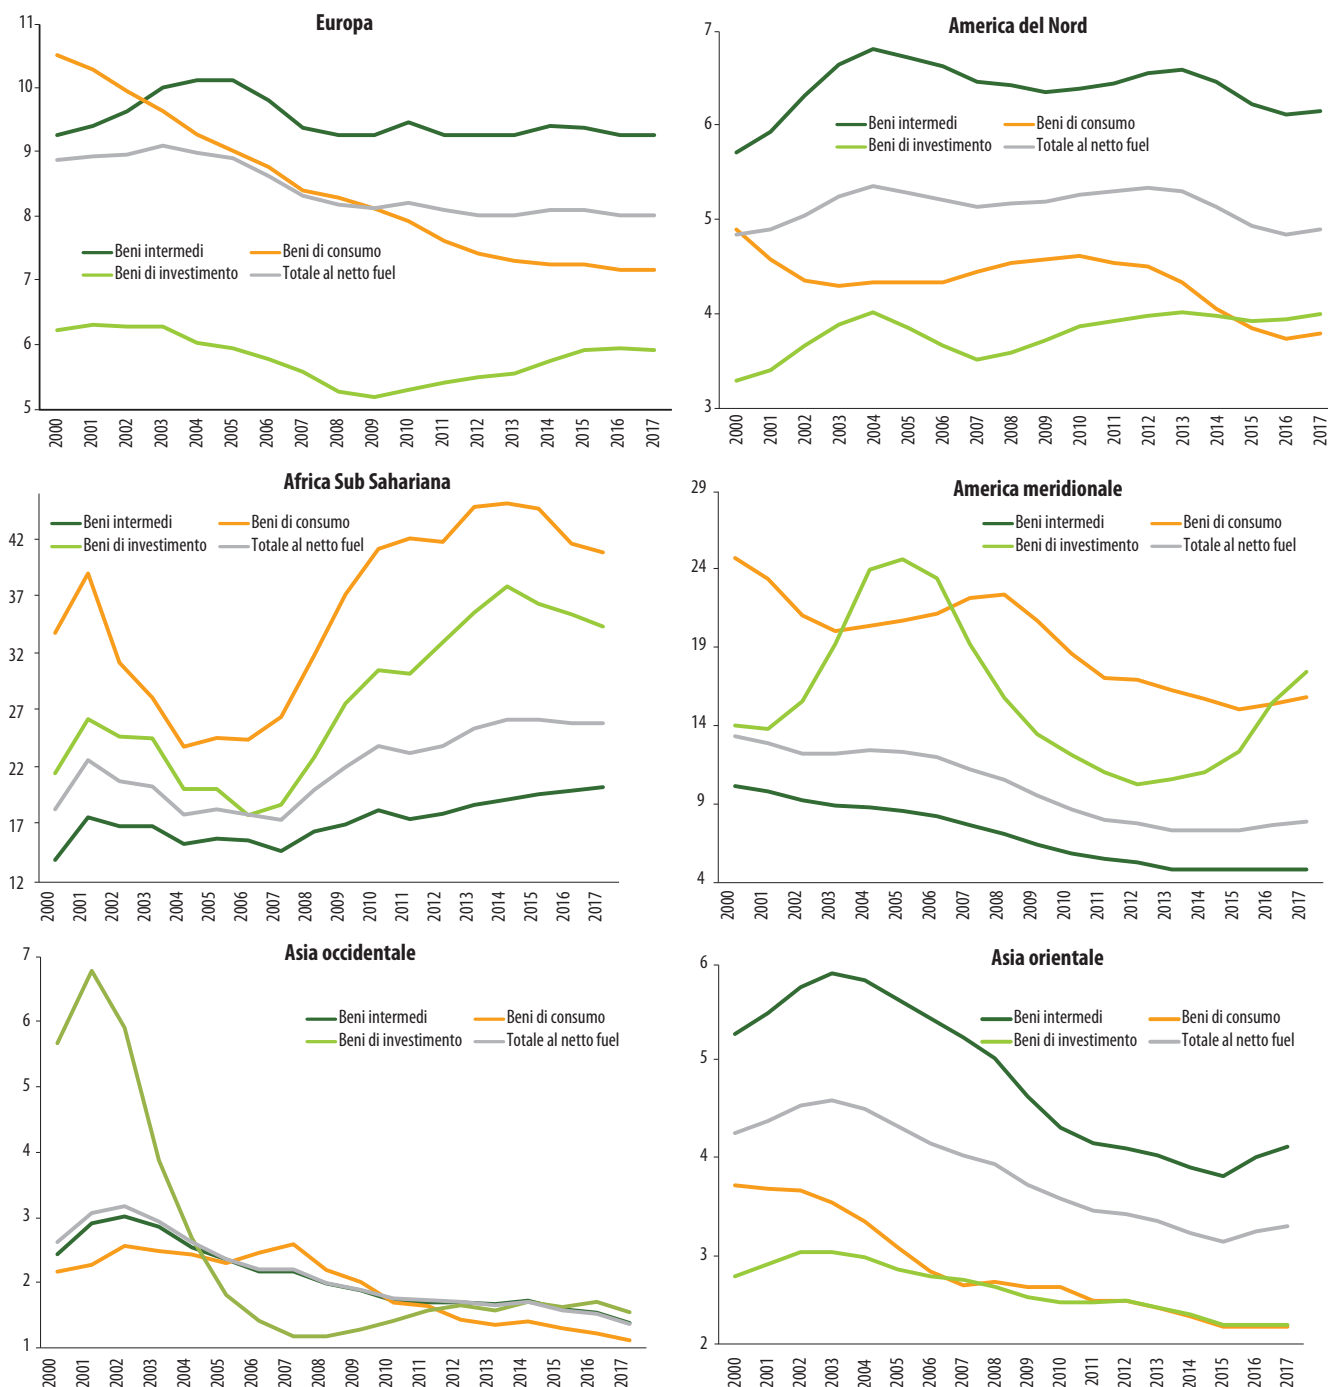 Europa
11
10
9
8
7
6
5
Beni intermedi
Beni di consumo
Beni di investimento
Totale al netto fuel
2000 2001 2002 2003 2004 2005 2006 2007 2008 2009 2010 2011 2012 2013 2014 2015 2016 2017
America del Nord
7
6
5
4
3
Beni intermedi
Beni di consumo
Beni di investimento
Totale al netto fuel
2000 2001 2002 2003 2004 2005 2006 2007 2008 2009 2010 2011 2012 2013 2014 2015 2016 2017
Africa Sub Sahariana
42
37
32
27
22
17
12
Beni intermedi
Beni di consumo
Beni di investimento
Totale al netto fuel
2000 2001 2002 2003 2004 2005 2006 2007 2008 2009 2010 2011 2012 2013 2014 2015 2016 2017
America meridionale
29
24
19
14
9
4
Beni intermedi
Beni di consumo
Beni di investimento
Totale al netto fuel
2000 2001 2002 2003 2004 2005 2006 2007 2008 2009 2010 2011 2012 2013 2014 2015 2016 2017
Asia occidentale
7
6
5
4
3
2
1
Beni intermedi
Beni di consumo
Beni di investimento
Totale al netto fuel
2000 2001 2002 2003 2004 2005 2006 2007 2008 2009 2010 2011 2012 2013 2014 2015 2016 2017
Asia orientale
6
5
4
3
2
Beni intermedi
Beni di consumo
Beni di investimento
Totale al netto fuel
2000 2001 2002 2003 2004 2005 2006 2007 2008 2009 2010 2011 2012 2013 2014 2015 2016 2017